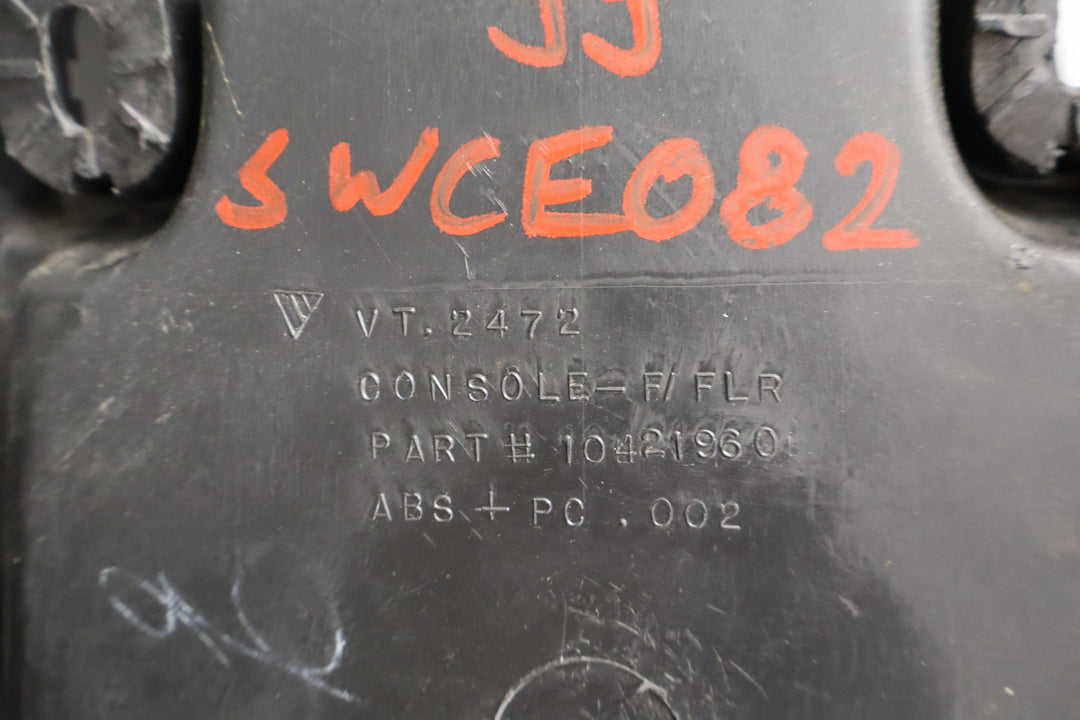 SWCE082
VT.2472
CONSOLE-F/FLR
PART # 10421960
ABS + PC .002